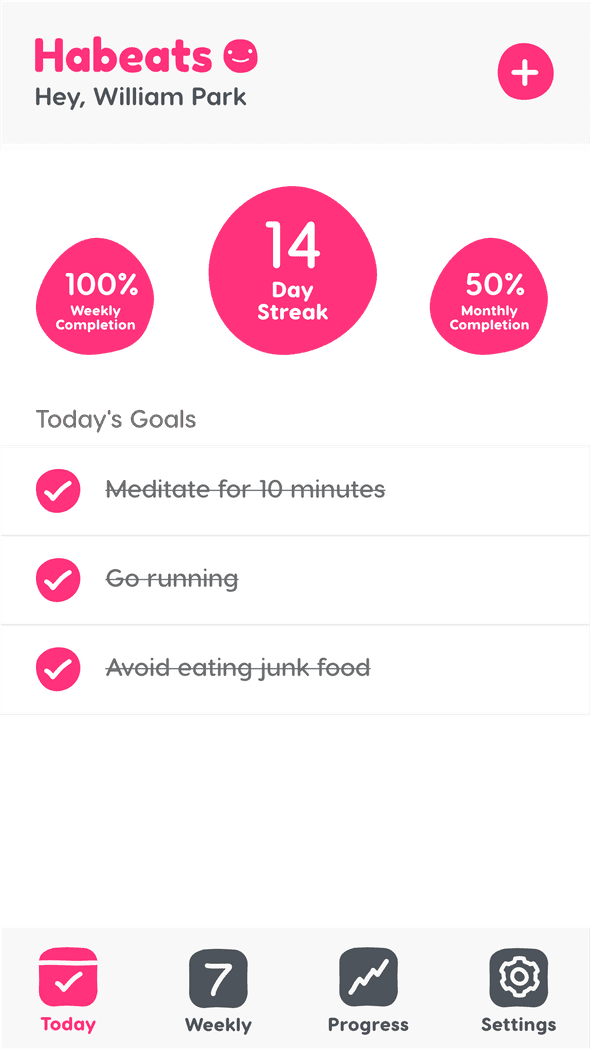 Habeats
Hey, William Park
14
Day
Streak
100%
Weekly
Completion
50%
Monthly
Completion
Today's Goals
Meditate for 10 minutes
Go running
Avoid eating junk food
Today
7
Weekly
Progress
Settings